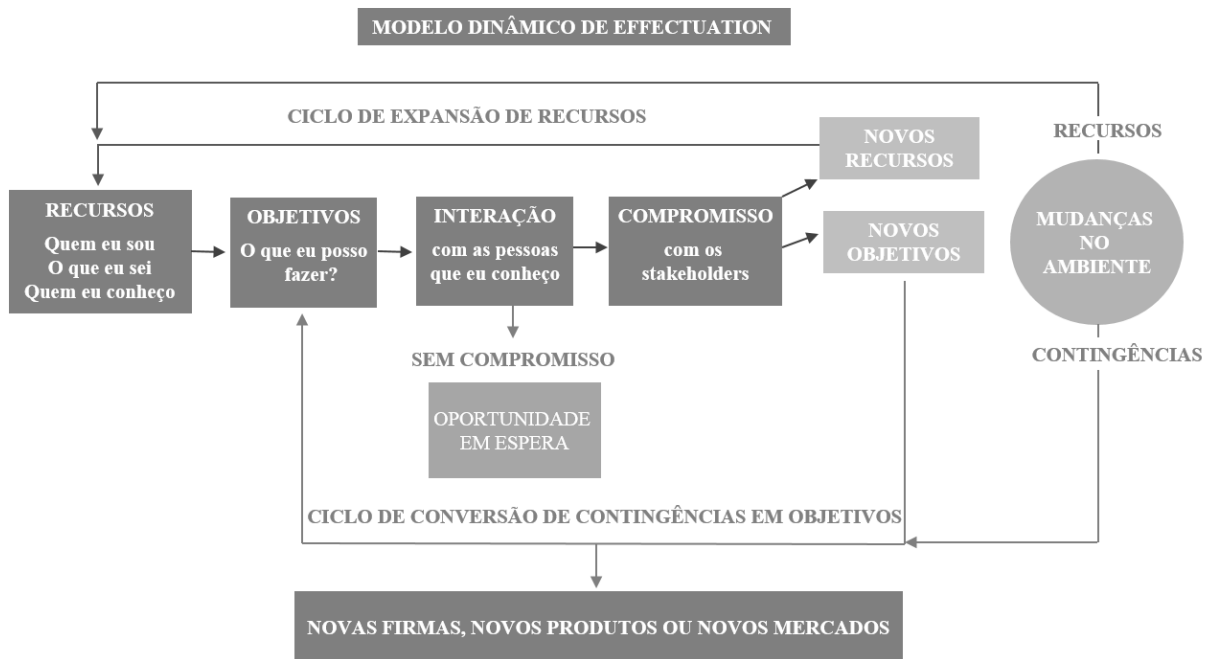 MODELO DINÂMICO DE EFFECTUATION
CICLO DE EXPANSÃO DE RECURSOS
NOVOS
RECURSOS
RECURSOS
RECURSOS
Quem eu sou
O que eu sei
Quem eu conheço
OBJETIVOS
O que eu posso
fazer?
INTERAÇÃO
com as pessoas
que eu conheço
COMPROMISSO
com os
stakeholders
NOVOS
OBJETIVOS
MUDANÇAS
NO
AMBIENTE
SEM COMPROMISSO
CONTINGÊNCIAS
OPORTUNIDADE
EM ESPERA
CICLO DE CONVERSÃO DE CONTINGÊNCIAS EM OBJETIVOS
NOVAS FIRMAS, NOVOS PRODUTOS OU NOVOS MERCADOS